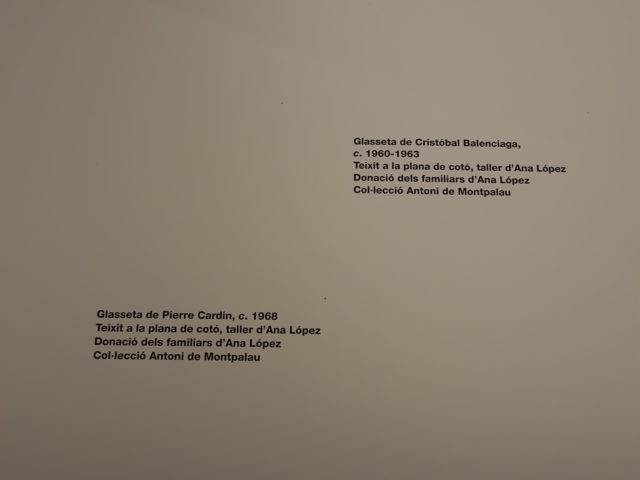 Glasseta de Cristóbal Balenciaga,
c. 1960-1963
Teixit a la plana de cotó, taller d'Ana López
Donació dels familiars d'Ana López
Col·lecció Antoni de Montpalau
Glasseta de Pierre Cardin, c. 1968
Teixit a la plana de cotó, taller d'Ana López
Donació dels familiars d'Ana López
Col·lecció Antoni de Montpalau